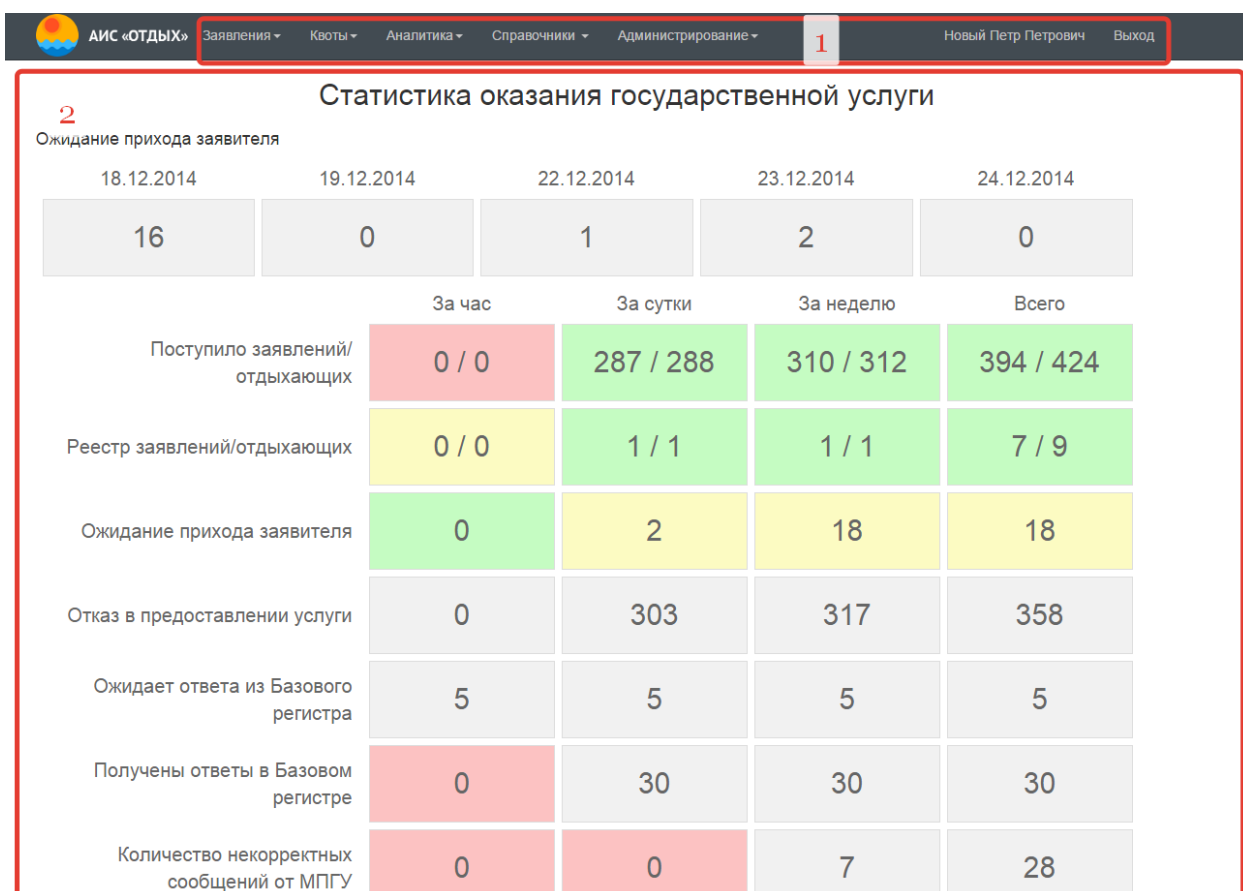 АИС «ОТДЫХ» Заявления Квоты Аналитика Справочники Администрирование 1 Новый Петр Петрович Выход
Статистика оказания государственной услуги
2
Ожидание прихода заявителя
18.12.2014 19.12.2014 22.12.2014 23.12.2014 24.12.2014
16 0 1 2 0
За час За сутки За неделю Всего
Поступило заявлений/
отдыхающих
0 / 0 287 / 288 310 / 312 394 / 424
Реестр заявлений/отдыхающих 0 / 0 1 / 1 1 / 1 7 / 9
Ожидание прихода заявителя 0 2 18 18
Отказ в предоставлении услуги 0 303 317 358
Ожидает ответа из Базового
регистра
5 5 5 5
Получены ответы в Базовом
регистре
0 30 30 30
Количество некорректных
сообщений от МПГУ
0 0 7 28